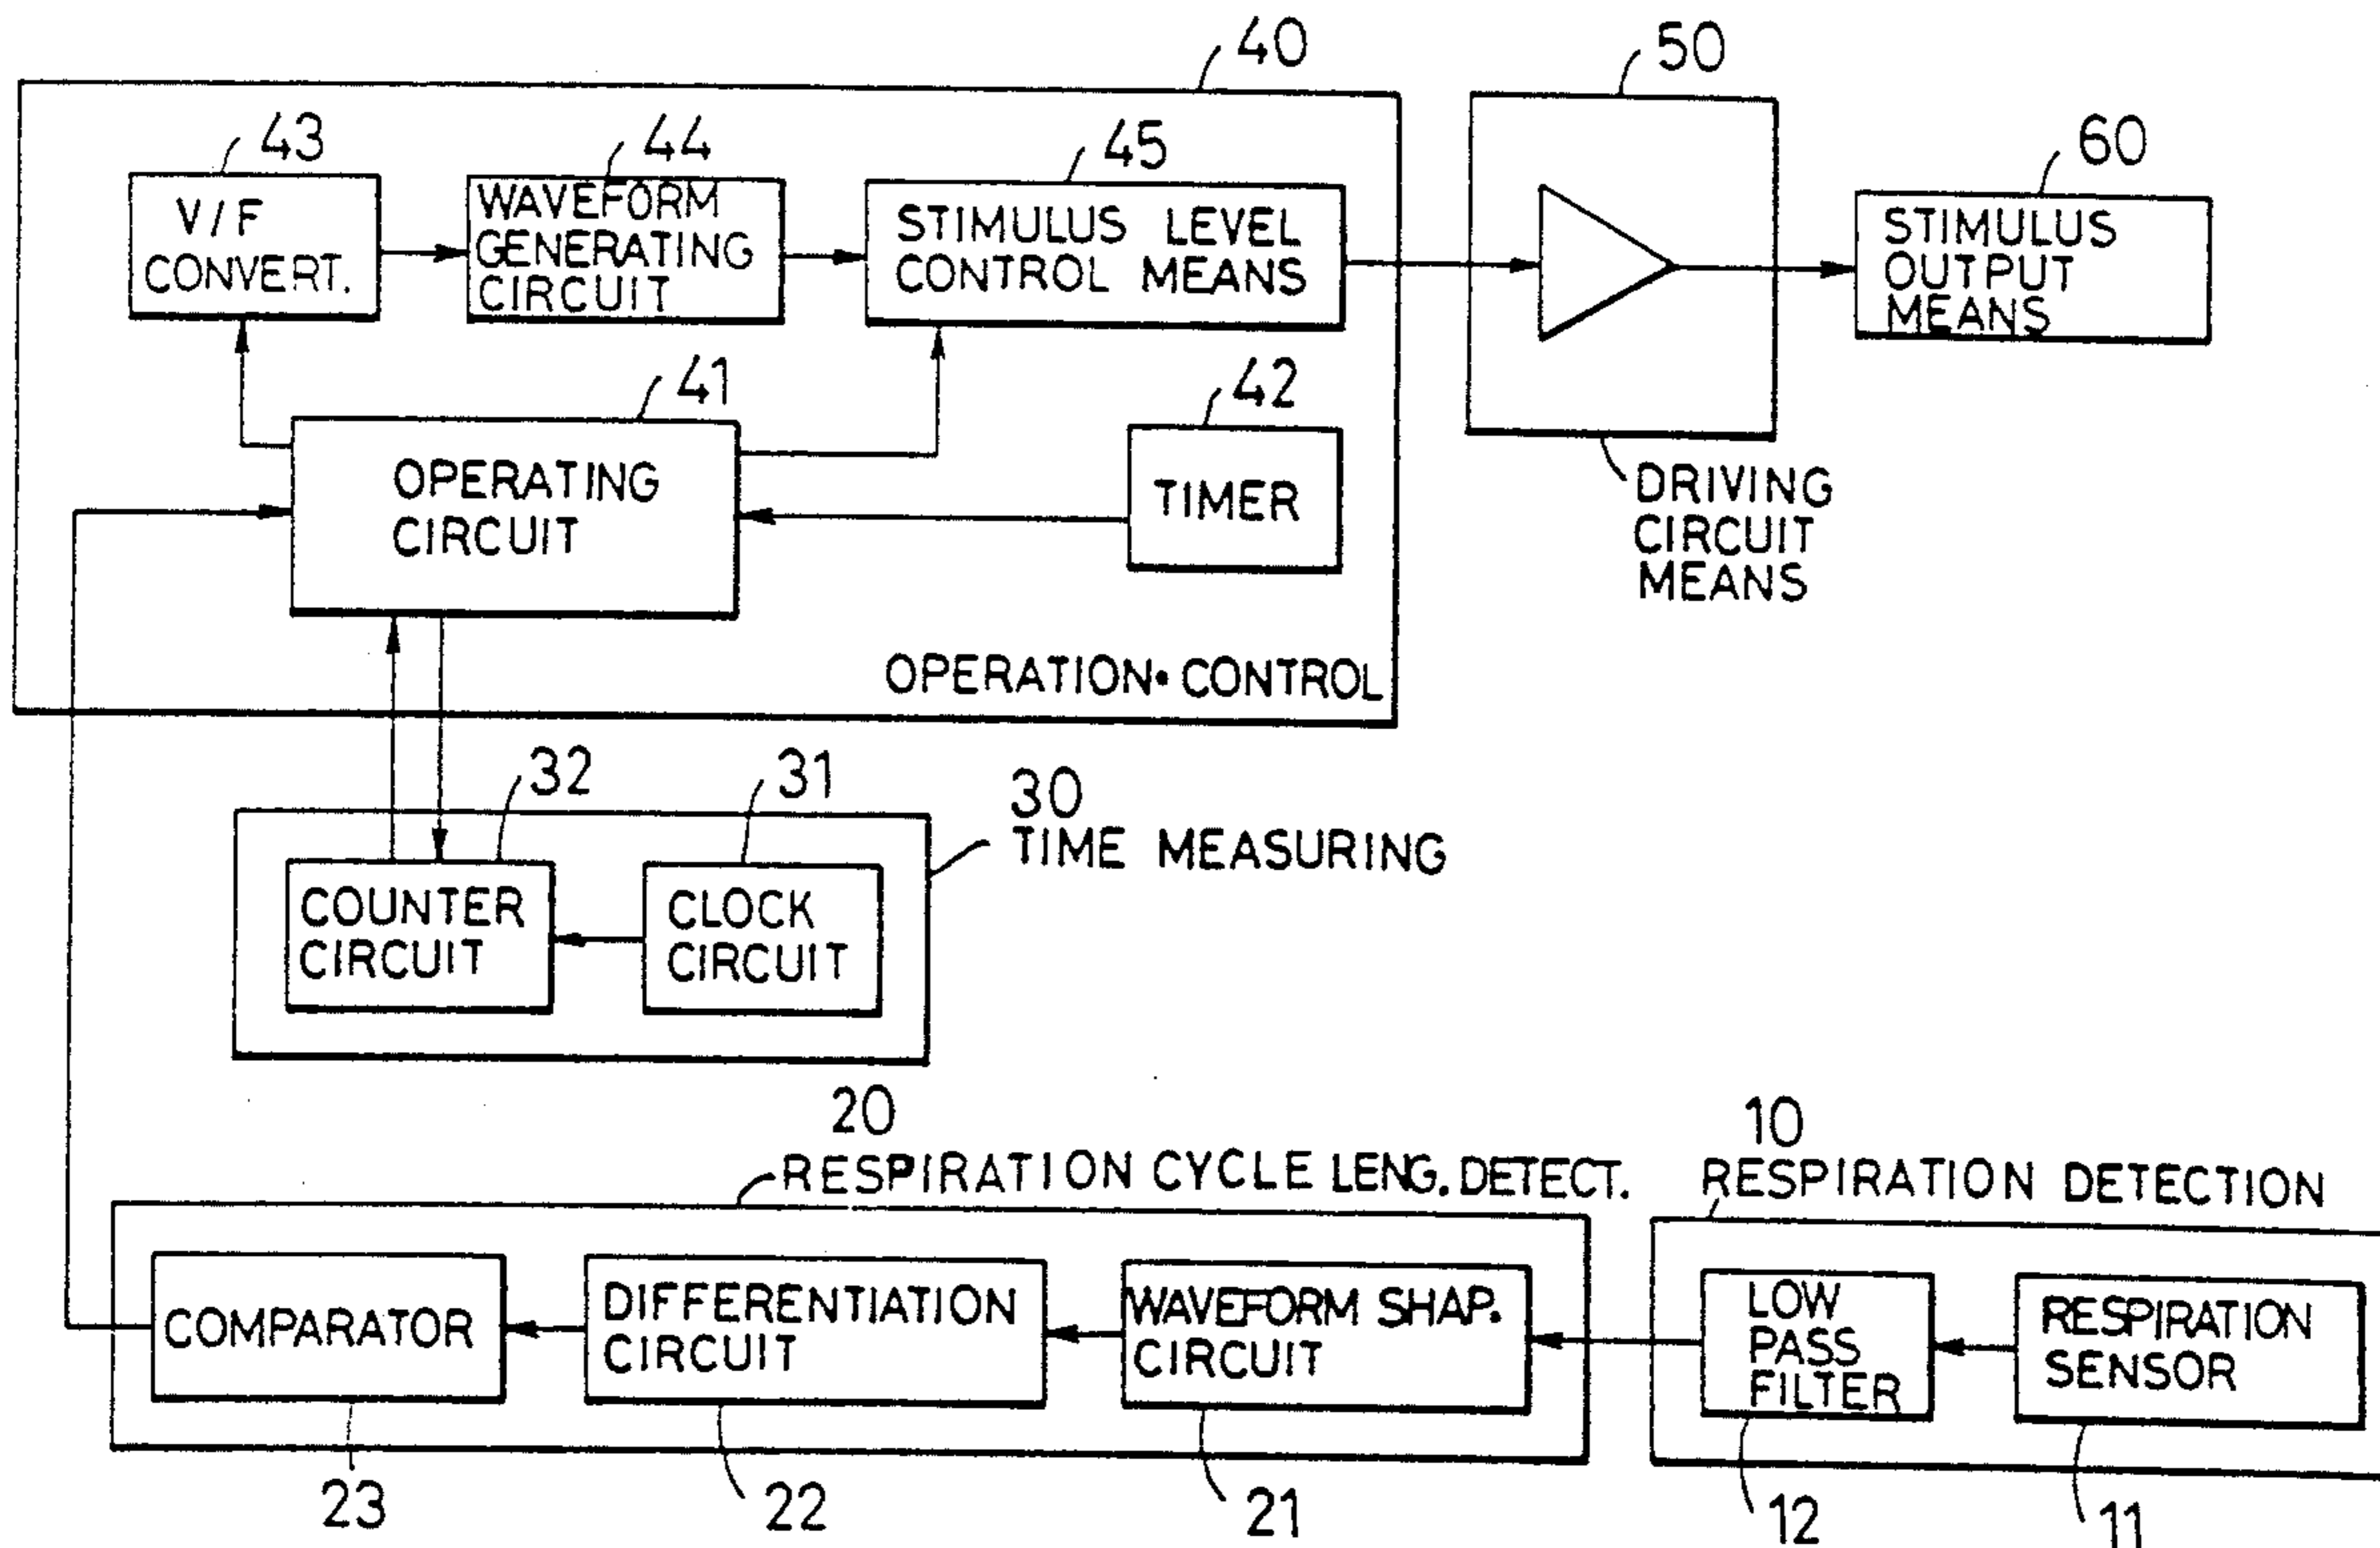 40
50
43
44
45
60
V/F
CONVERT.
WAVEFORM
GENERATING
CIRCUIT
STIMULUS LEVEL
CONTROL MEANS
STIMULUS
OUTPUT
MEANS
41
42
OPERATING
CIRCUIT
TIMER
DRIVING
CIRCUIT
MEANS
OPERATION•CONTROL
32
31
30
TIME MEASURING
COUNTER
CIRCUIT
CLOCK
CIRCUIT
20
RESPIRATION CYCLE LENG. DETECT.
10
RESPIRATION DETECTION
COMPARATOR
DIFFERENTIATION
CIRCUIT
WAVEFORM SHAP.
CIRCUIT
LOW
PASS
FILTER
RESPIRATION
SENSOR
23
22
21
12
11